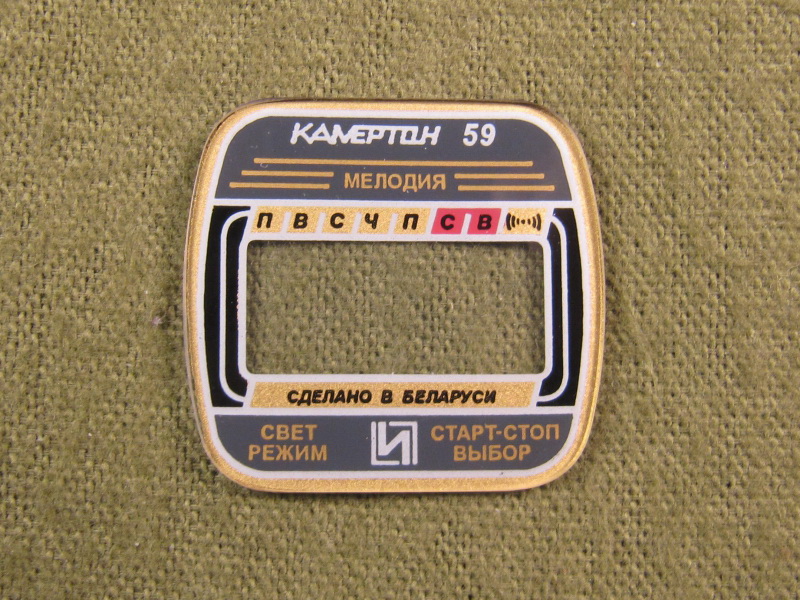 КАМЕРТОН 59
МЕЛОДИЯ
П В С Ч П С В
СДЕЛАНО В БЕЛАРУСИ
СВЕТ СТАРТ-СТОП
РЕЖИМ ВЫБОР